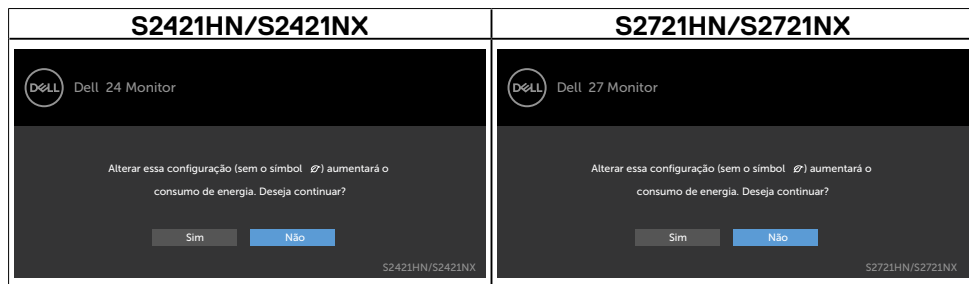 S2421HN/S2421NX
S2721HN/S2721NX
DELL
Dell 24 Monitor
Alterar essa configuração (sem o símbol ) aumentará o
consumo de energia. Deseja continuar?
Sim
Não
S2421HN/S2421NX
DELL
Dell 27 Monitor
Alterar essa configuração (sem o símbol ) aumentará o
consumo de energia. Deseja continuar?
Sim
Não
S2721HN/S2721NX